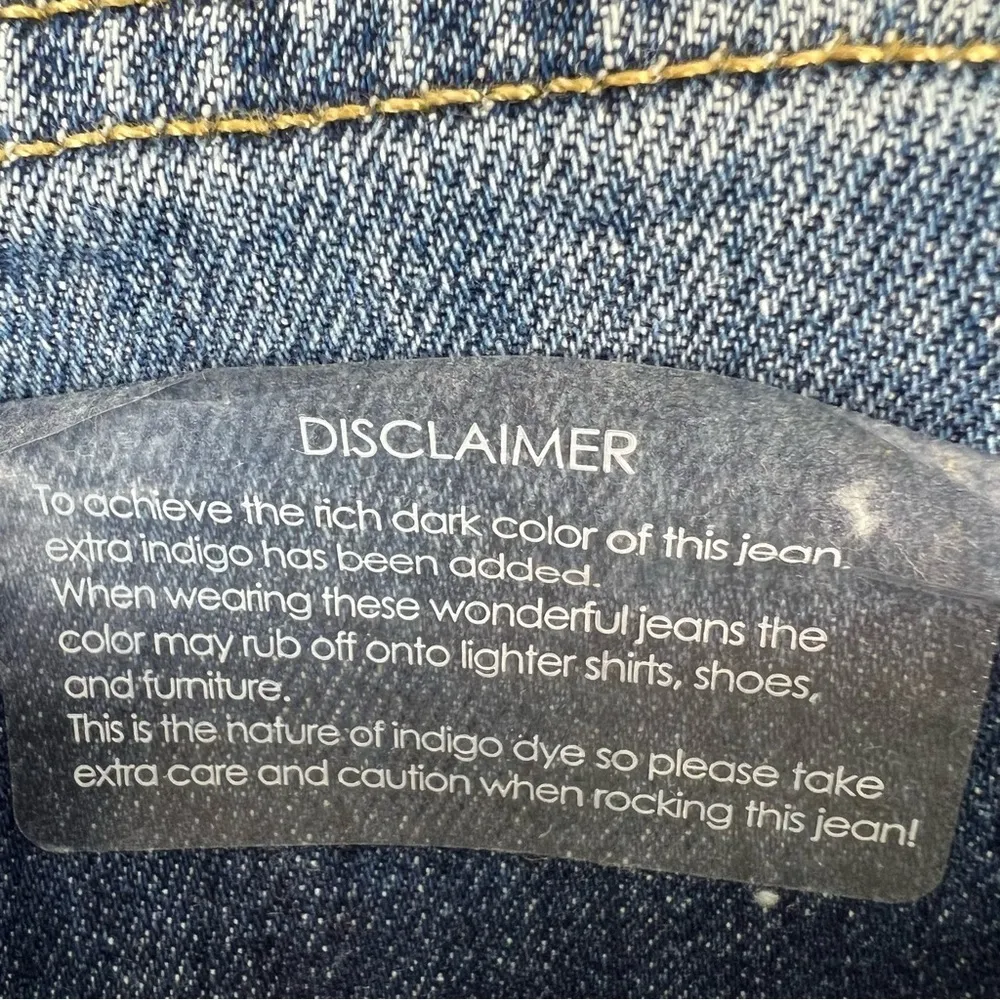 DISCLAIMER
To achieve the rich dark color of this jean,
extra indigo has been added.
When wearing these wonderful jeans the
color may rub off onto lighter shirts, shoes,
and furniture.
This is the nature of indigo dye so please take
extra care and caution when rocking this jean!